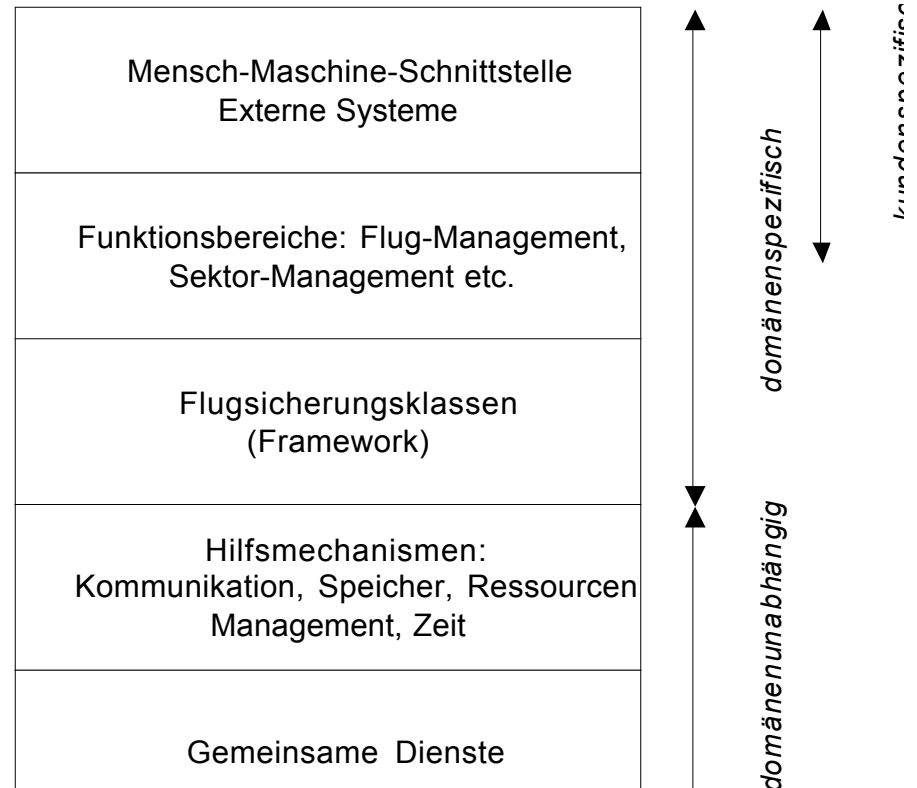 Mensch-Maschine-Schnittstelle
Externe Systeme
Funktionsbereiche: Flug-Management,
Sektor-Management etc.
Flugsicherungsklassen
(Framework)
Hilfsmechanismen:
Kommunikation, Speicher, Ressourcen
Management, Zeit
Gemeinsame Dienste
domänenspezifisch
domänenunabhängig